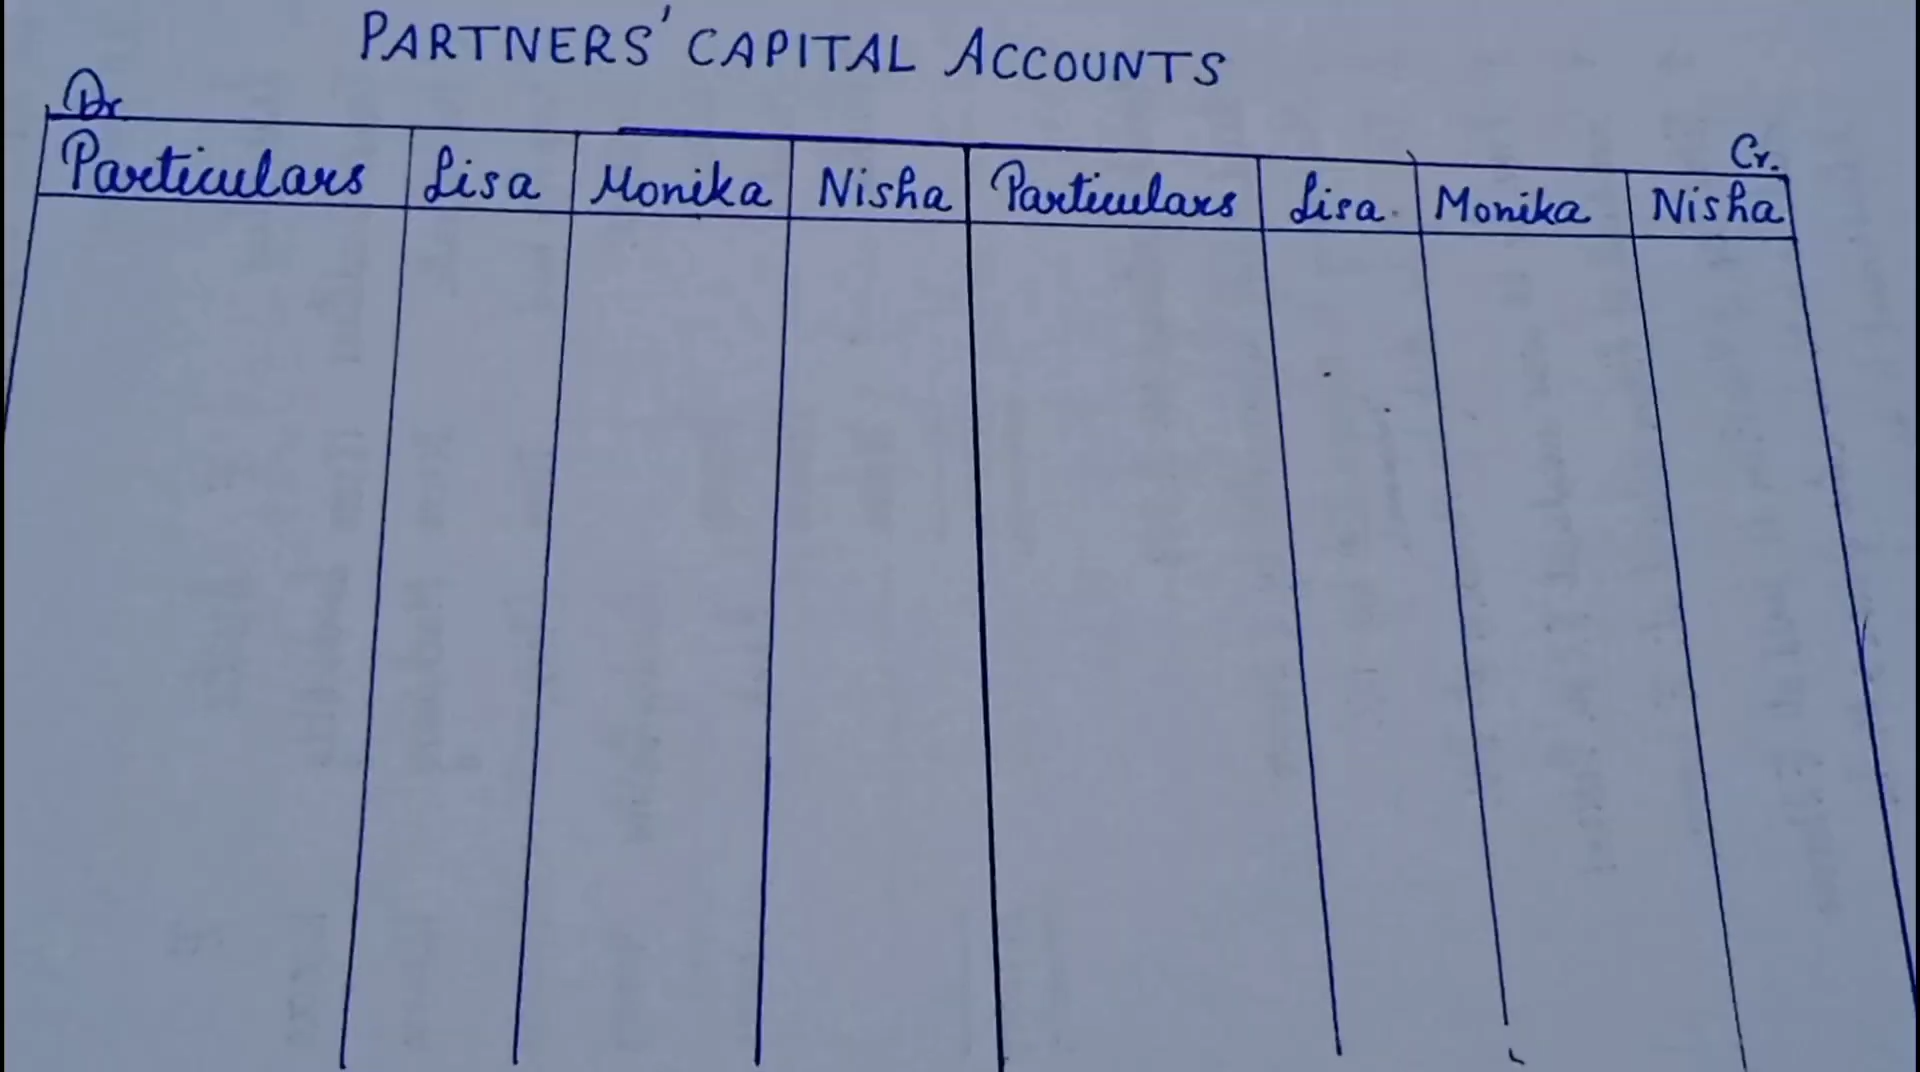 PARTNERS' CAPITAL ACCOUNTS
Dr
Cr.
Particulars Lisa Monika Nisha Particulars Lisa Monika Nisha